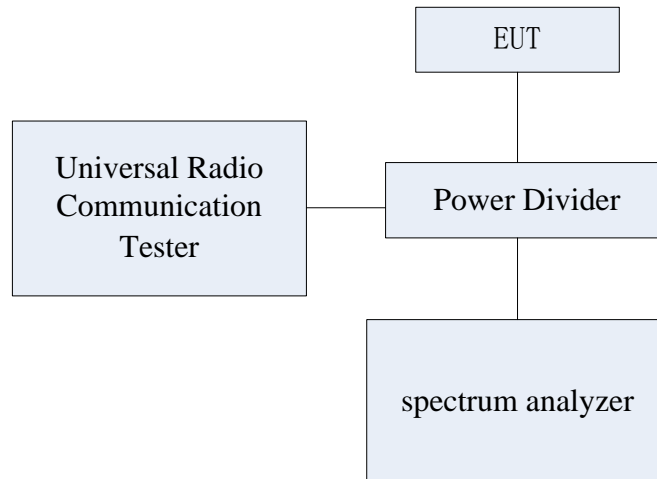 EUT
Universal Radio
Communication
Tester
Power Divider
spectrum analyzer